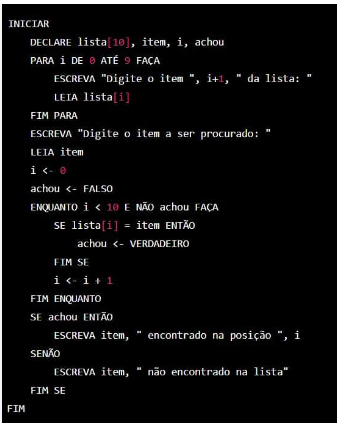 INICIAR
DECLARE lista[10], item, i, achou
PARA i DE 0 ATÉ 9 FAÇA
ESCREVA "Digite o item ", i+1, " da lista: "
LEIA lista[i]
FIM PARA
ESCREVA "Digite o item a ser procurado: "
LEIA item
i <- 0
achou <- FALSO
ENQUANTO i < 10 E NÃO achou FAÇA
SE lista[i] = item ENTÃO
achou <- VERDADEIRO
FIM SE
i <- i + 1
FIM ENQUANTO
SE achou ENTÃO
ESCREVA item, " encontrado na posição ", i
SENÃO
ESCREVA item, " não encontrado na lista"
FIM SE
FIM